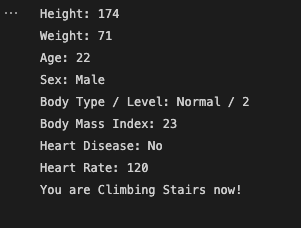 Height: 174
Weight: 71
Age: 22
Sex: Male
Body Type / Level: Normal / 2
Body Mass Index: 23
Heart Disease: No
Heart Rate: 120
You are Climbing Stairs now!